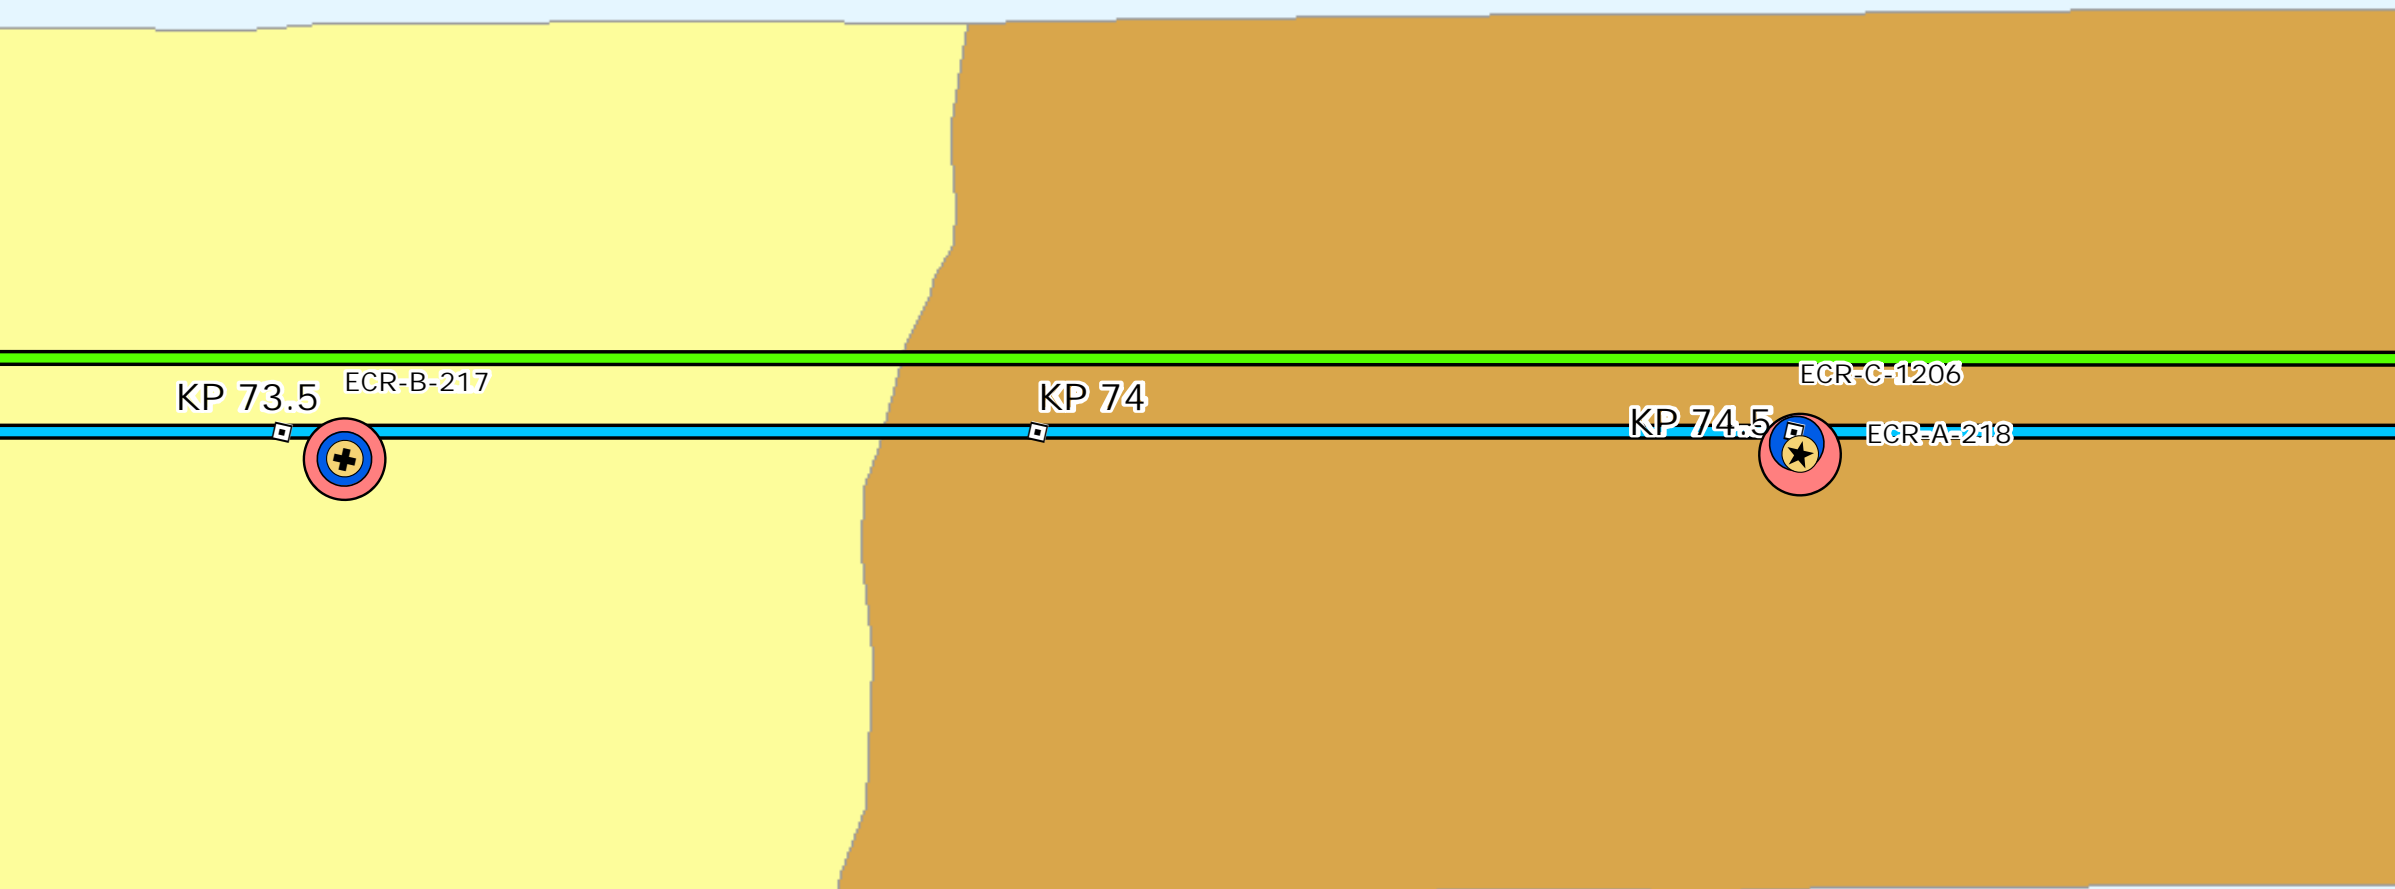 ECR-C-1206
ECR-B-217
KP 73.5
KP 74
KP 74.5
ECR-A-218